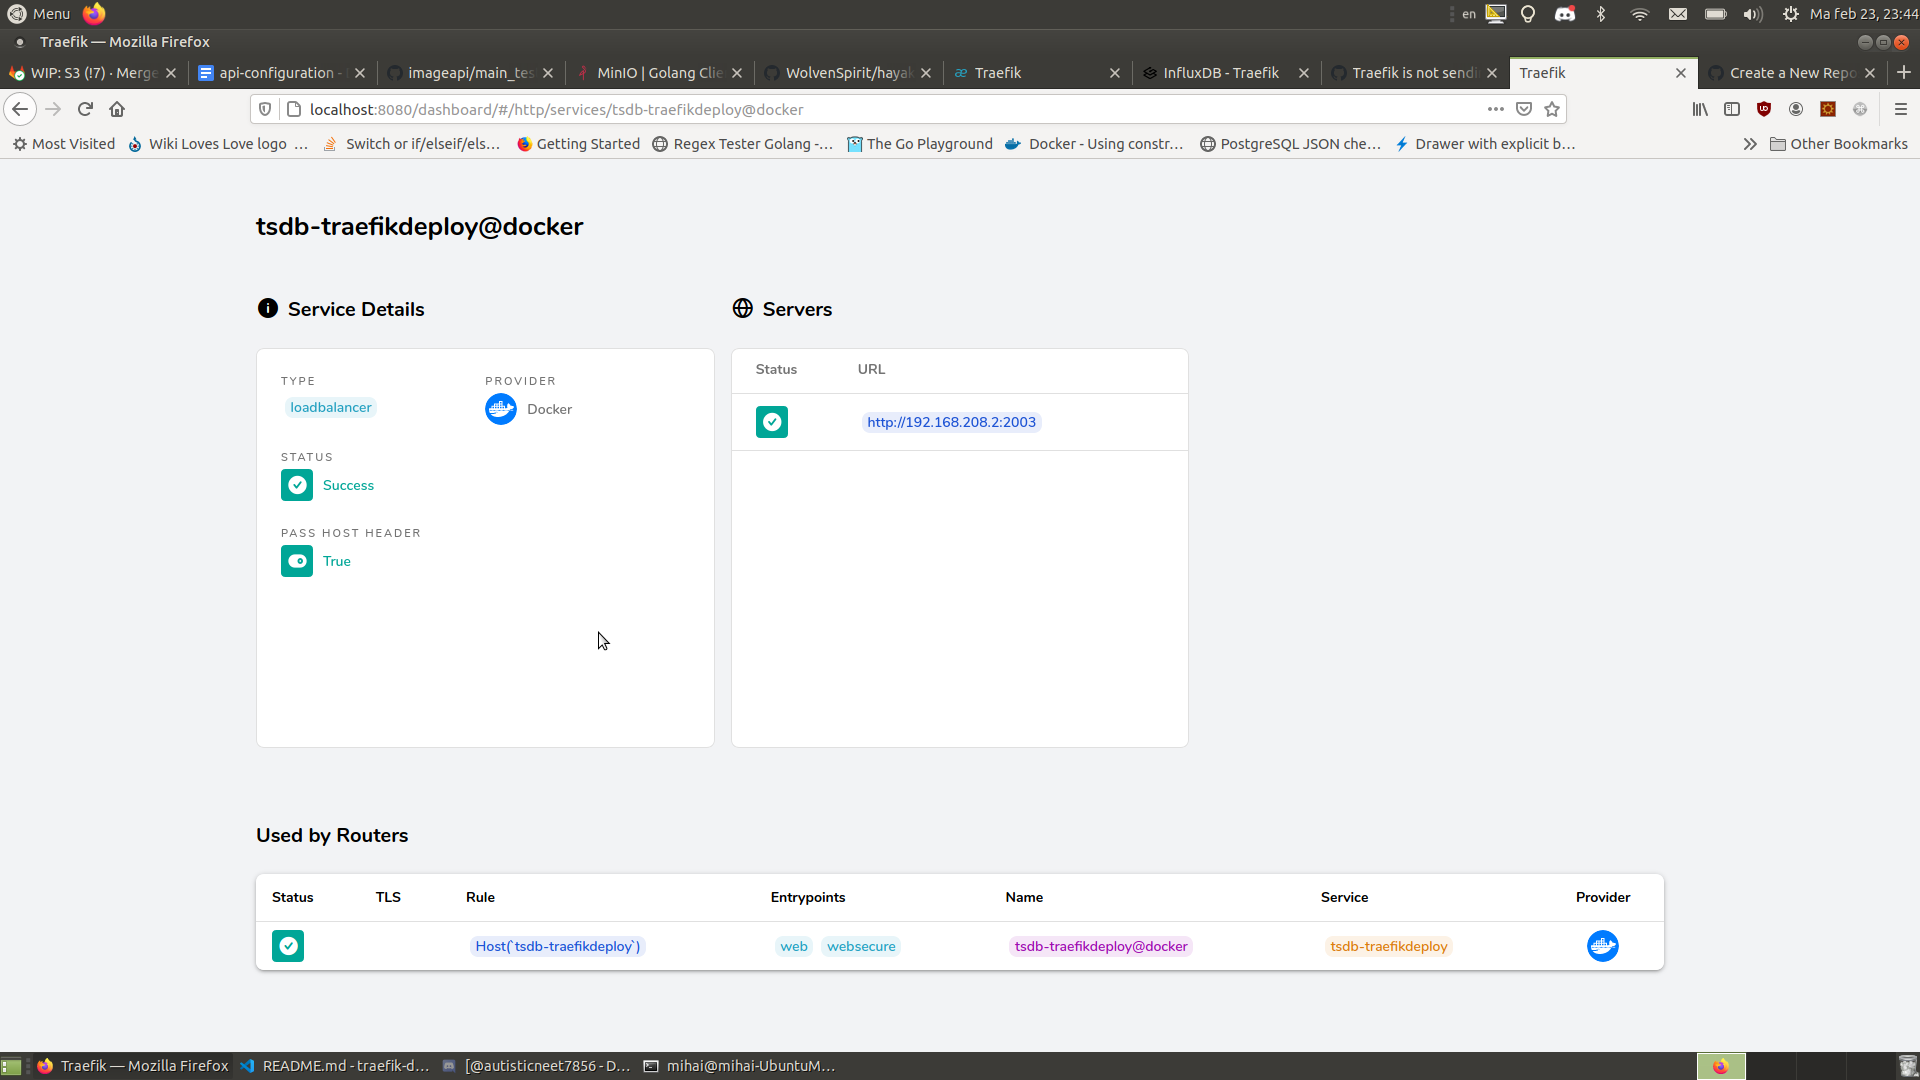 Menu
en
Ma feb 23, 23:44
Traefik — Mozilla Firefox
WIP: S3 (!7) · Merge
api-configuration -
imageapi/main_tes
MinIO | Golang Clie
WolvenSpirit/hayak
Traefik
InfluxDB - Traefik
Traefik is not sendi
Traefik
Create a New Repo
localhost:8080/dashboard/#/http/services/tsdb-traefikdeploy@docker
Most Visited
Wiki Loves Love logo …
Switch or if/elseif/els…
Getting Started
Regex Tester Golang -…
The Go Playground
Docker - Using constr…
PostgreSQL JSON che…
Drawer with explicit b…
Other Bookmarks
tsdb-traefikdeploy@docker
Service Details
TYPE
loadbalancer
PROVIDER
Docker
STATUS
Success
PASS HOST HEADER
True
Servers
Status URL
http://192.168.208.2:2003
Used by Routers
Status TLS Rule Entrypoints Name Service Provider
Host(`tsdb-traefikdeploy`) web websecure tsdb-traefikdeploy@docker tsdb-traefikdeploy
Traefik — Mozilla Firefox
README.md - traefik-d…
[@autisticneet7856 - D…
mihai@mihai-UbuntuM…